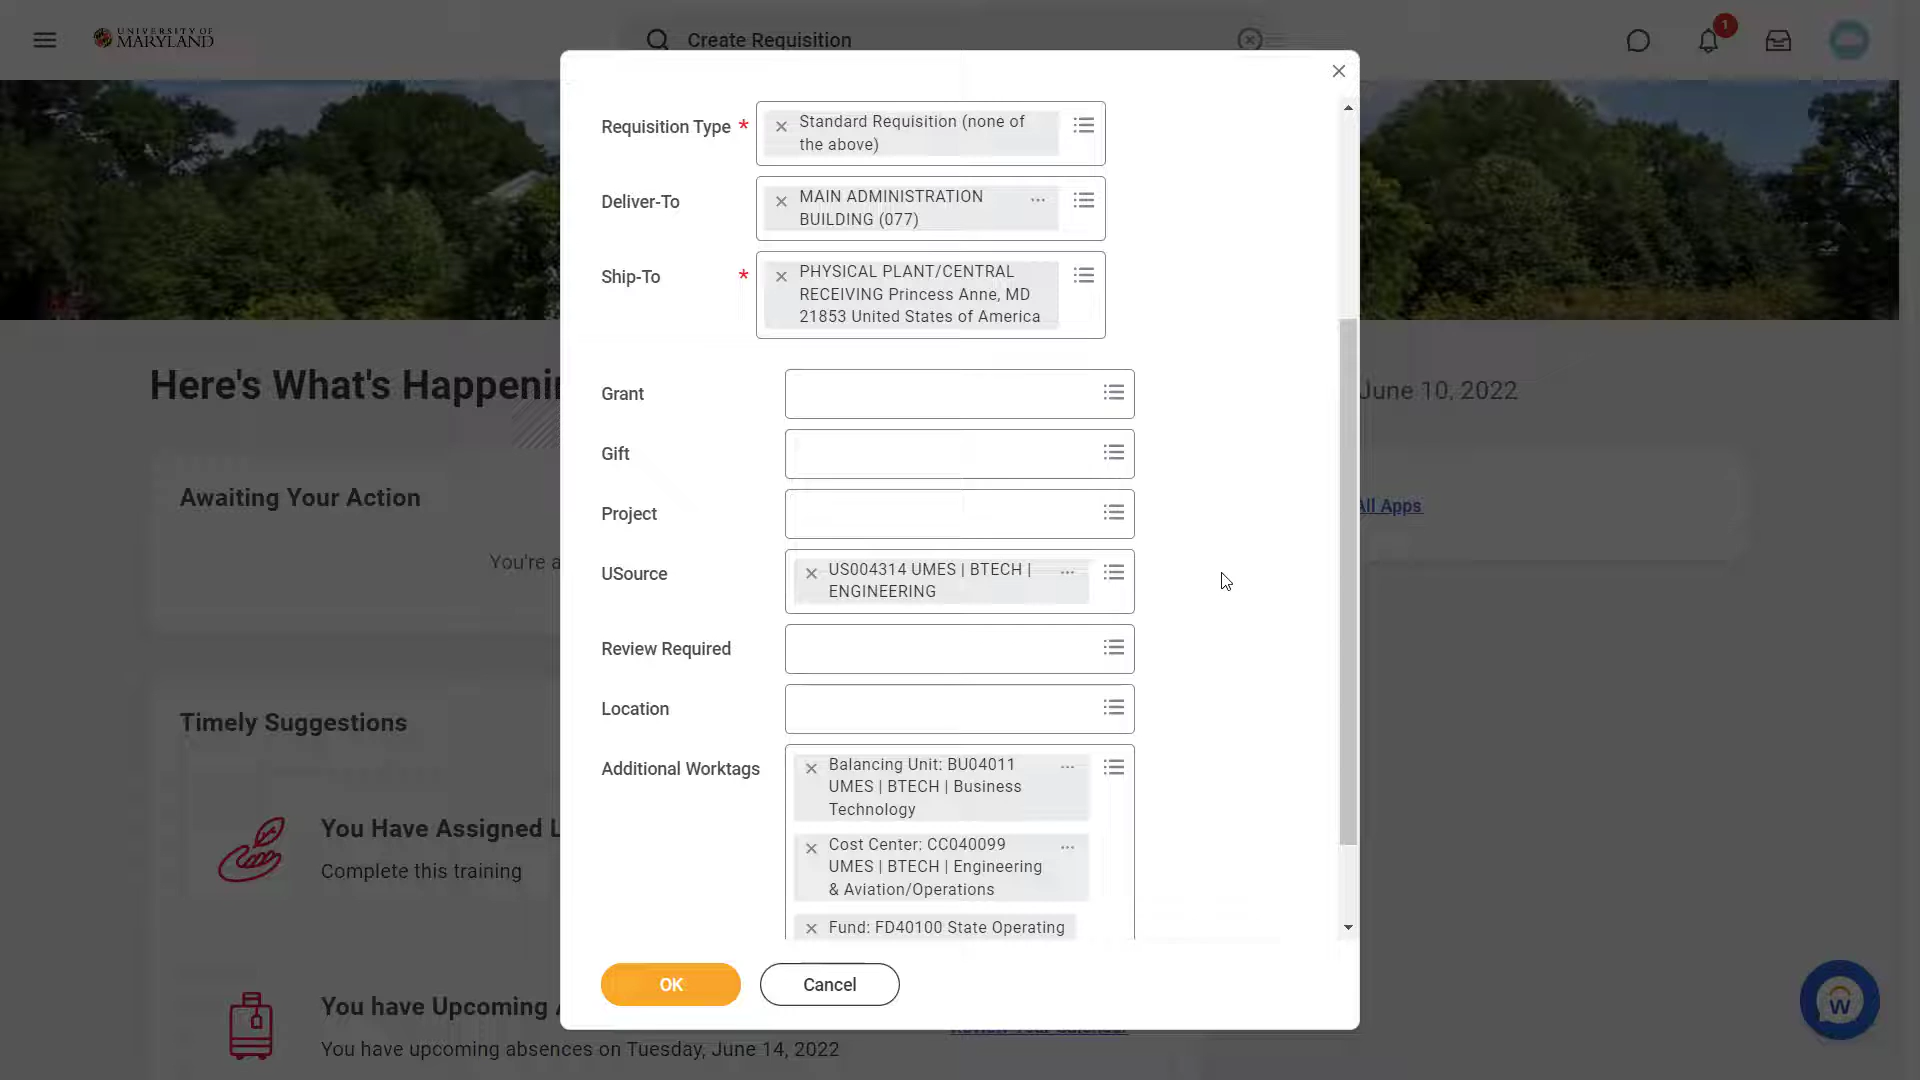 UNIVERSITY OF
MARYLAND
Create Requisition
1
Requisition Type *
Standard Requisition (none of
the above)
Deliver-To
MAIN ADMINISTRATION
BUILDING (077)
Ship-To *
PHYSICAL PLANT/CENTRAL
RECEIVING Princess Anne, MD
21853 United States of America
Here's What's Happenin
June 10, 2022
Grant
Gift
Awaiting Your Action
All Apps
Project
You're a
USource
US004314 UMES | BTECH |
ENGINEERING
Review Required
Location
Timely Suggestions
Additional Worktags
Balancing Unit: BU04011
UMES | BTECH | Business
Technology
Cost Center: CC040099
UMES | BTECH | Engineering
& Aviation/Operations
Fund: FD40100 State Operating
You Have Assigned L
Complete this training
OK
Cancel
You have Upcoming A
Review Your Calendar
You have upcoming absences on Tuesday, June 14, 2022
W